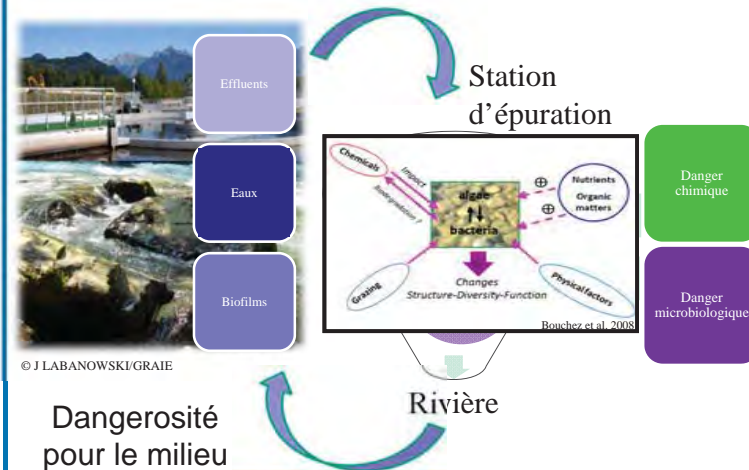 Effluents
Eaux
Biofilms
© J LABANOWSKI/GRAIE
Station
d’épuration
Chemicals
Impact
Biodegradation ?
algae
bacteria
Nutrients
Organic
matters
Grazing
Physical factors
Changes
Structure-Diversity-Function
Bouchez et al, 2008
Danger
chimique
Danger
microbiologique
Rivière
Dangerosité
pour le milieu